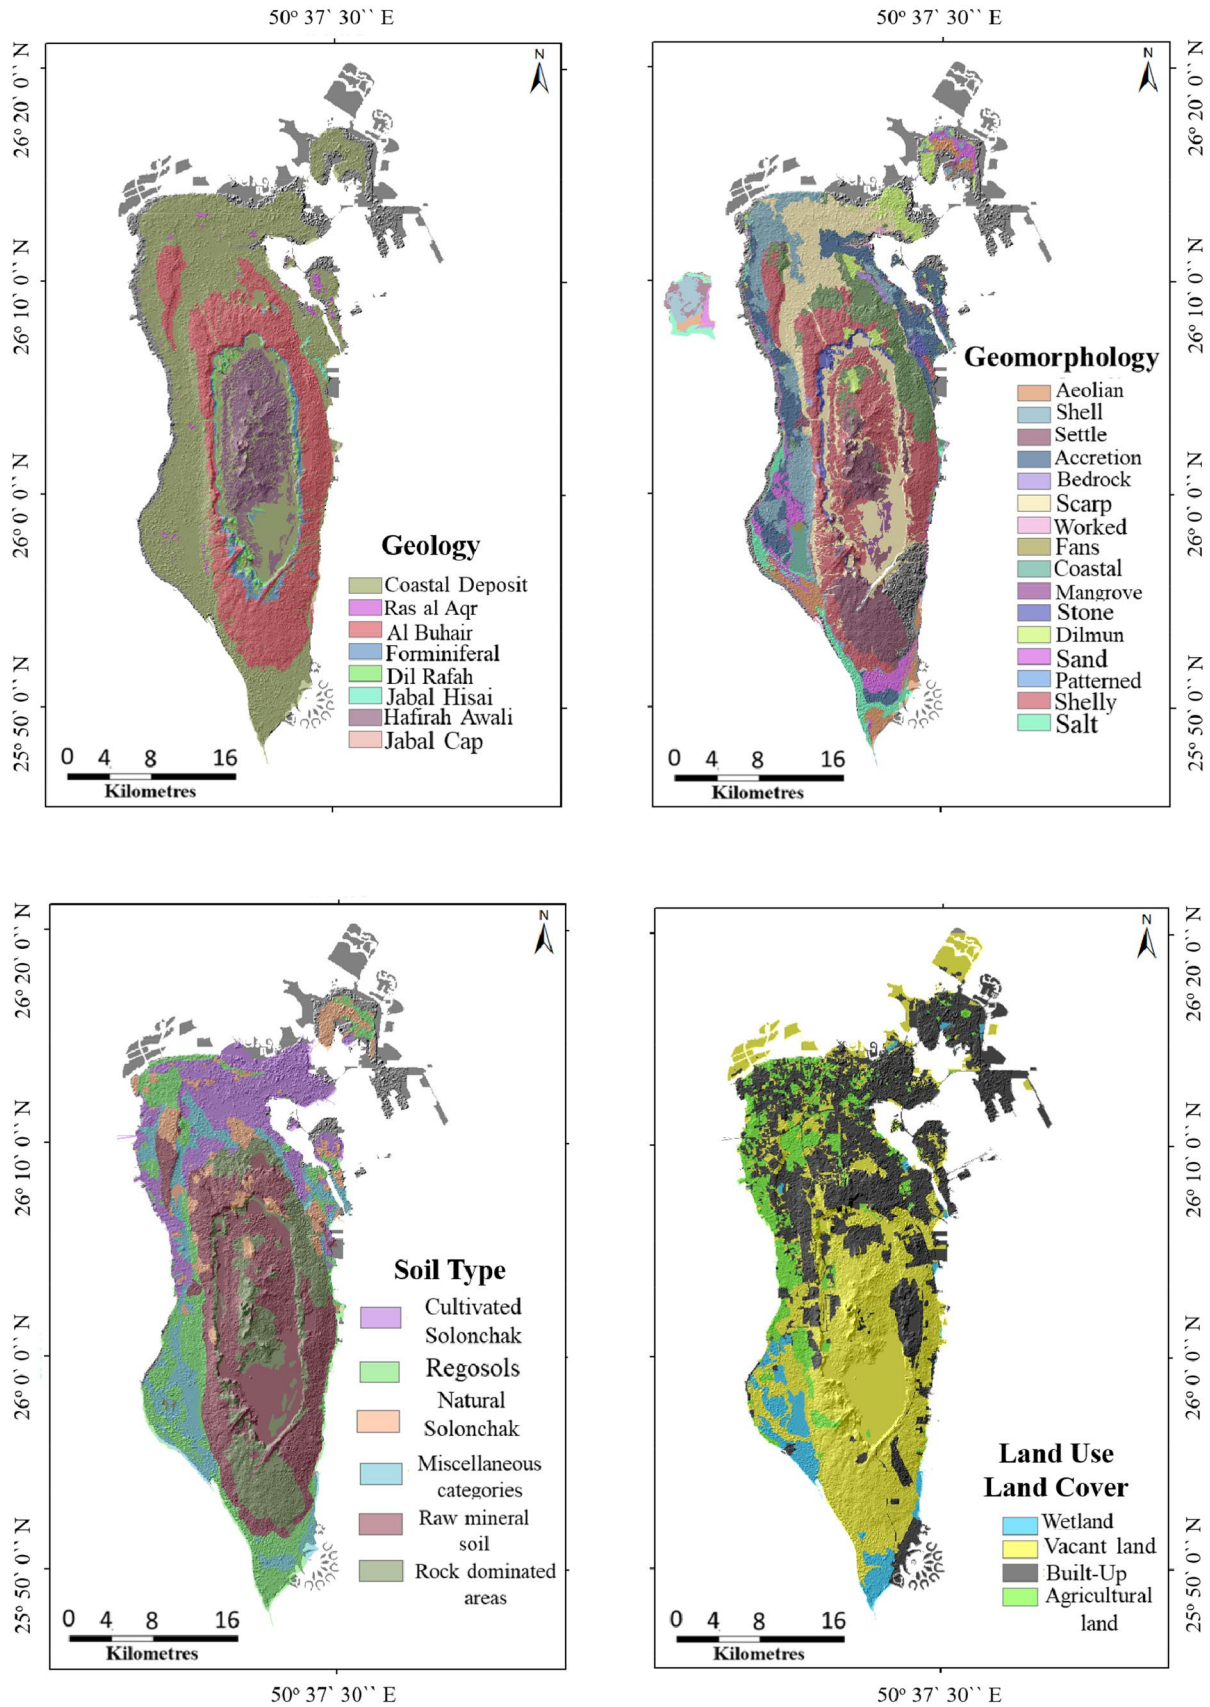 50º 37` 30`` E
50º 37` 30`` E
N
26º 20` 0`` N
26º 10` 0`` N
26º 0` 0`` N
25º 50` 0`` N
Geology
Coastal Deposit
Ras al Aqr
Al Buhair
Forminiferal
Dil Rafah
Jabal Hisai
Hafirah Awali
Jabal Cap
0 4 8 16
Kilometres
N
26º 20` 0`` N
26º 10` 0`` N
26º 0` 0`` N
25º 50` 0`` N
Geomorphology
Aeolian
Shell
Settle
Accretion
Bedrock
Scarp
Worked
Fans
Coastal
Mangrove
Stone
Dilmun
Sand
Patterned
Shelly
Salt
0 4 8 16
Kilometres
N
26º 20` 0`` N
26º 10` 0`` N
26º 0` 0`` N
25º 50` 0`` N
Soil Type
Cultivated
Solonchak
Regosols
Natural
Solonchak
Miscellaneous
categories
Raw mineral
soil
Rock dominated
areas
0 4 8 16
Kilometres
N
26º 20` 0`` N
26º 10` 0`` N
26º 0` 0`` N
25º 50` 0`` N
Land Use
Land Cover
Wetland
Vacant land
Built-Up
Agricultural
land
0 4 8 16
Kilometres
50º 37` 30`` E
50º 37` 30`` E